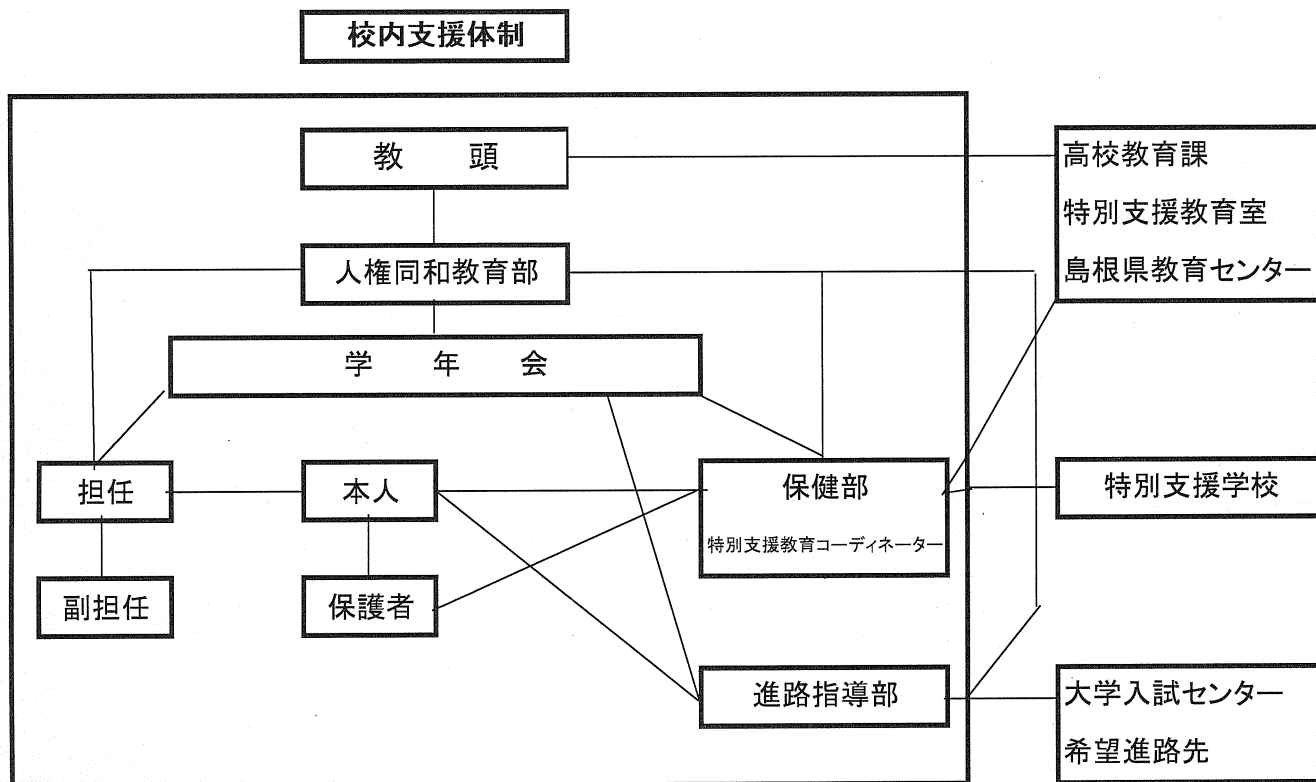 校内支援体制
教 頭
高校教育課
特別支援教育室
島根県教育センター
人権同和教育部
学 年 会
担任
本人
保健部
特別支援教育コーディネーター
特別支援学校
副担任
保護者
進路指導部
大学入試センター
希望進路先